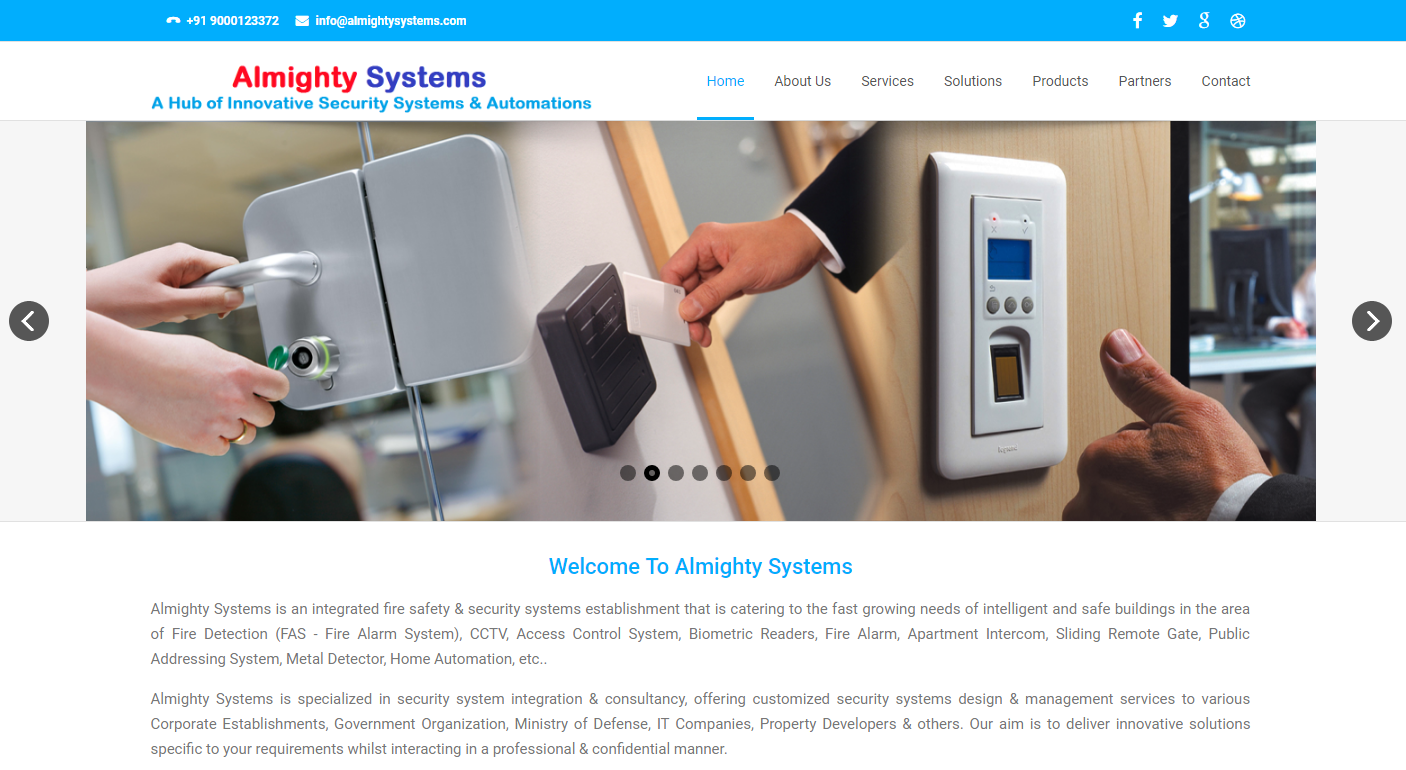 +91 9000123372 info@almightysystems.com
Almighty Systems
A Hub of Innovative Security Systems & Automations
Home About Us Services Solutions Products Partners Contact
Welcome To Almighty Systems
Almighty Systems is an integrated fire safety & security systems establishment that is catering to the fast growing needs of intelligent and safe buildings in the area
of Fire Detection (FAS - Fire Alarm System), CCTV, Access Control System, Biometric Readers, Fire Alarm, Apartment Intercom, Sliding Remote Gate, Public
Addressing System, Metal Detector, Home Automation, etc..
Almighty Systems is specialized in security system integration & consultancy, offering customized security systems design & management services to various
Corporate Establishments, Government Organization, Ministry of Defense, IT Companies, Property Developers & others. Our aim is to deliver innovative solutions
specific to your requirements whilst interacting in a professional & confidential manner.